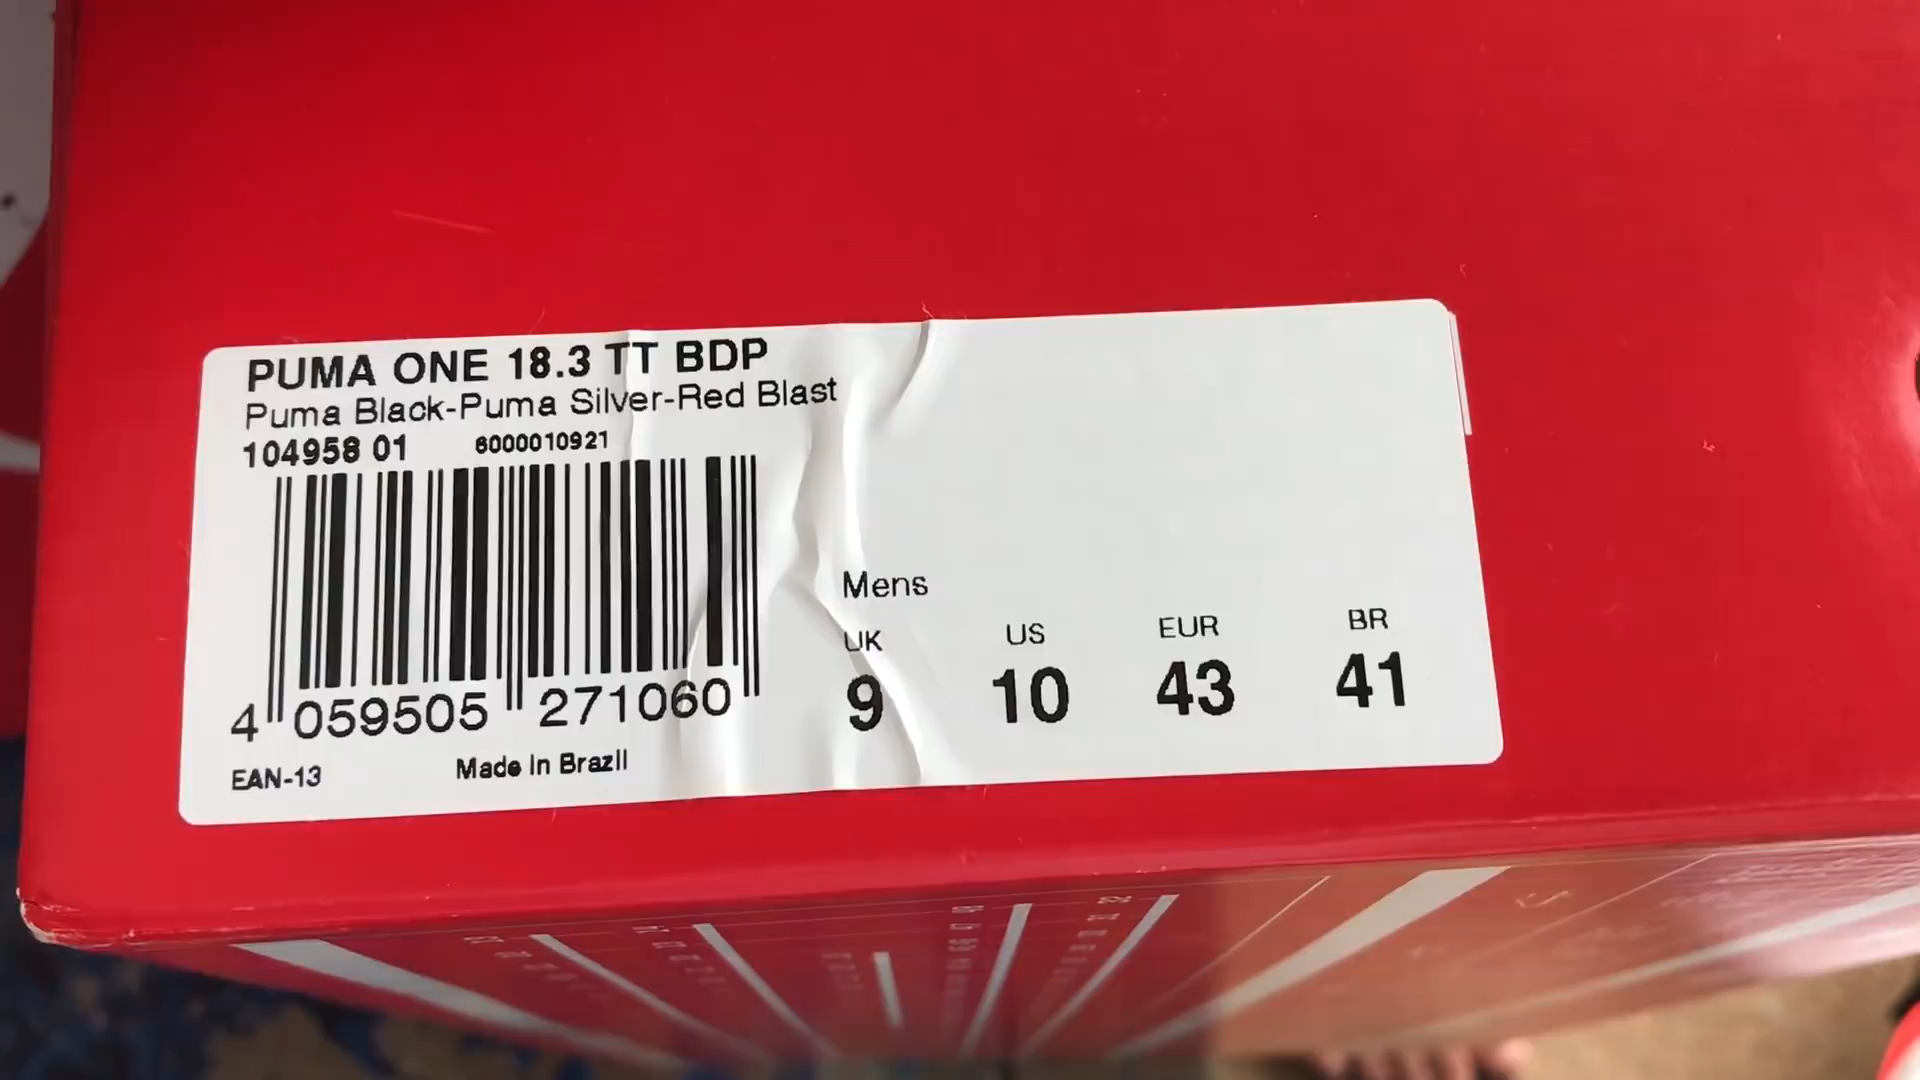 PUMA ONE 18.3 TT BDP
Puma Black-Puma Silver-Red Blast
104958 01 6000010921
4 059505 271060
EAN-13 Made In Brazil
Mens
UK US EUR BR
9 10 43 41